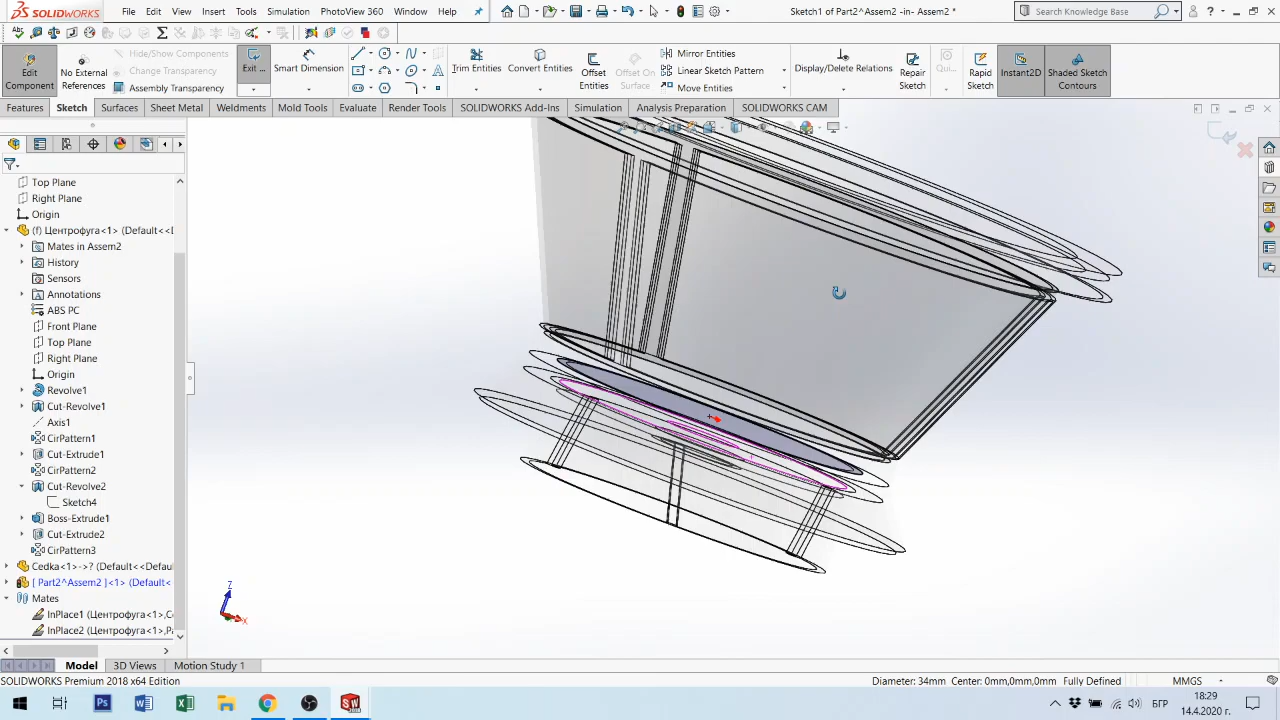 SOLIDWORKS File Edit View Insert Tools Simulation PhotoView 360 Window Help Sketch1 of Part2^Assem2 -in- Assem2 * Search Knowledge Base
Edit Component
No External References
Hide/Show Components
Change Transparency
Assembly Transparency
Exit ...
Smart Dimension
Trim Entities
Convert Entities
Offset Entities
Offset On Surface
Mirror Entities
Linear Sketch Pattern
Move Entities
Display/Delete Relations
Repair Sketch
Qui...
Rapid Sketch
Instant2D
Shaded Sketch Contours
Features Sketch Surfaces Sheet Metal Weldments Mold Tools Evaluate Render Tools SOLIDWORKS Add-Ins Simulation Analysis Preparation SOLIDWORKS CAM
Top Plane
Right Plane
Origin
(f) Центрофуга<1> (Default<<D
Mates in Assem2
History
Sensors
Annotations
ABS PC
Front Plane
Top Plane
Right Plane
Origin
Revolve1
Cut-Revolve1
Axis1
CirPattern1
Cut-Extrude1
CirPattern2
Cut-Revolve2
Sketch4
Boss-Extrude1
Cut-Extrude2
CirPattern3
Седка<1>->? (Default<<Defau
[ Part2^Assem2 ]<1> (Default<
Mates
InPlace1 (Центрофуга<1>,С
InPlace2 (Центрофуга<1>,Pa
Z
X
Model 3D Views Motion Study 1
SOLIDWORKS Premium 2018 x64 Edition Diameter: 34mm Center: 0mm,0mm,0mm Fully Defined MMGS
БГР 18:29
14.4.2020 г.